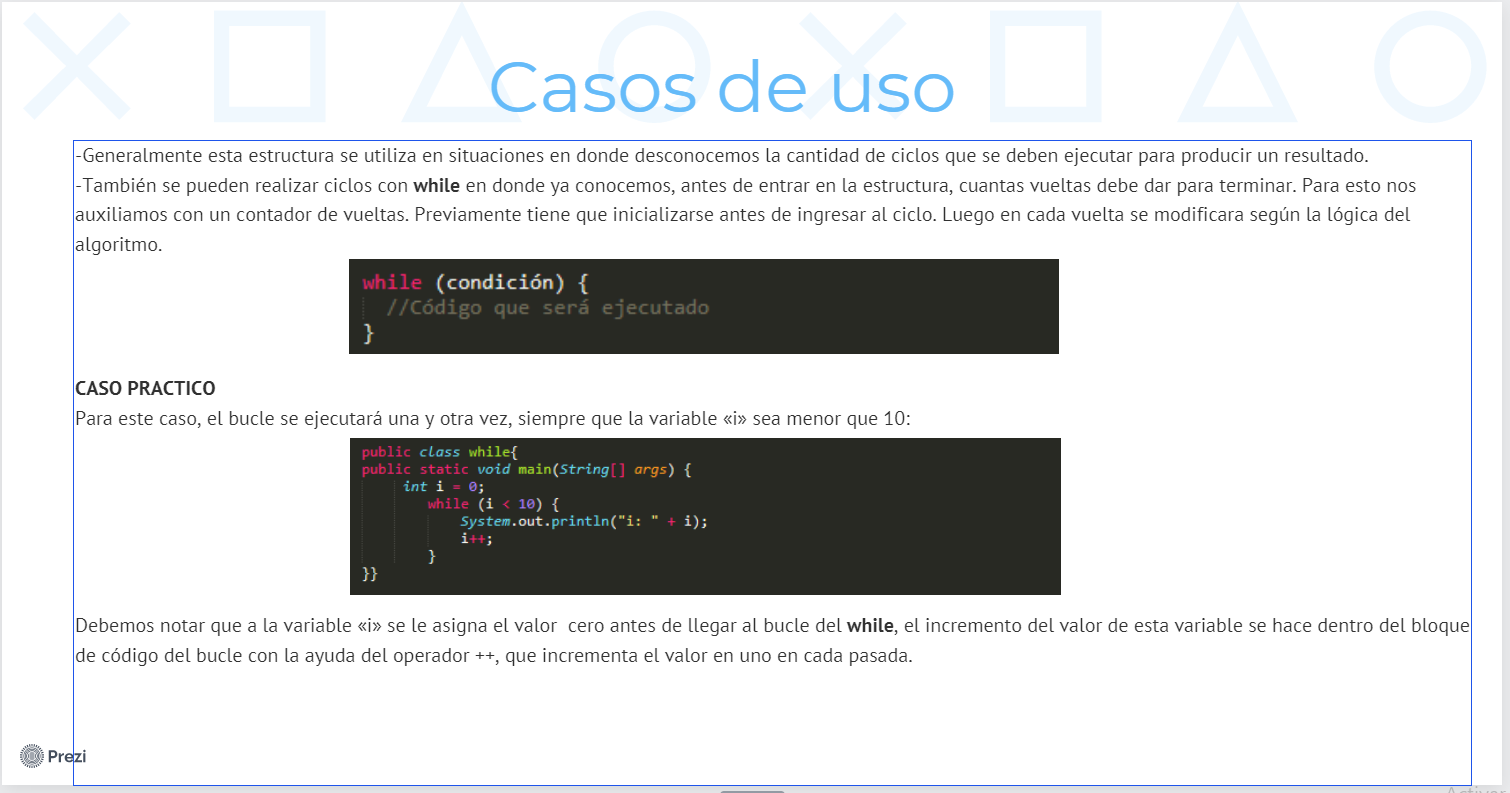 Casos de uso
-Generalmente esta estructura se utiliza en situaciones en donde desconocemos la cantidad de ciclos que se deben ejecutar para producir un resultado.
-También se pueden realizar ciclos con while en donde ya conocemos, antes de entrar en la estructura, cuantas vueltas debe dar para terminar. Para esto nos
auxiliamos con un contador de vueltas. Previamente tiene que inicializarse antes de ingresar al ciclo. Luego en cada vuelta se modificara según la lógica del
algoritmo.
while (condición) {
//Código que será ejecutado
}
CASO PRACTICO
Para este caso, el bucle se ejecutará una y otra vez, siempre que la variable «i» sea menor que 10:
public class while{
public static void main(String[] args) {
int i = 0;
while (i < 10) {
System.out.println("i: " + i);
i++;
}
}}
Debemos notar que a la variable «i» se le asigna el valor  cero antes de llegar al bucle del while, el incremento del valor de esta variable se hace dentro del bloque
de código del bucle con la ayuda del operador ++, que incrementa el valor en uno en cada pasada.
Prezi